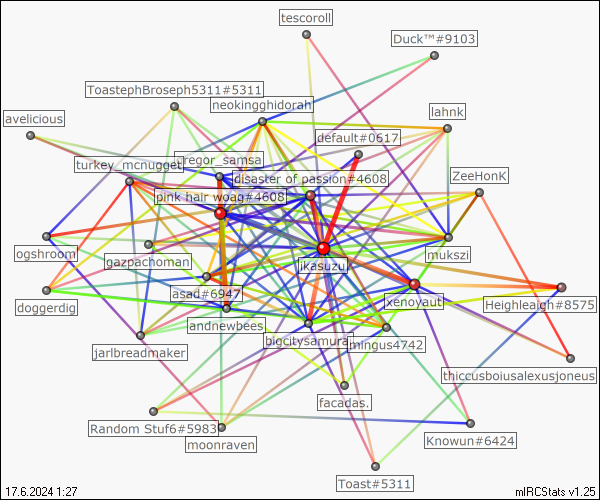 tescoroll
Duck™#9103
ToastephBroseph5311#5311
neokingghidorah
avelicious
lahnk
default#0617
gregor_samsa
turkey_mcnugget
disaster of passion#4608
ZeeHonK
pink hair woag#4608
ogshroom
gazpachoman
jkasuzu
mukszi
asad#6947
xenoyaut
doggerdig
Heighleagh#8575
andnewbees
bigcitysamurai
mingus4742
jarlbreadmaker
thiccusboiusalexusjoneus
facadas.
Random Stuf6#5983
moonraven
Knowun#6424
Toast#5311
17.6.2024 1:27
mIRCStats v1.25